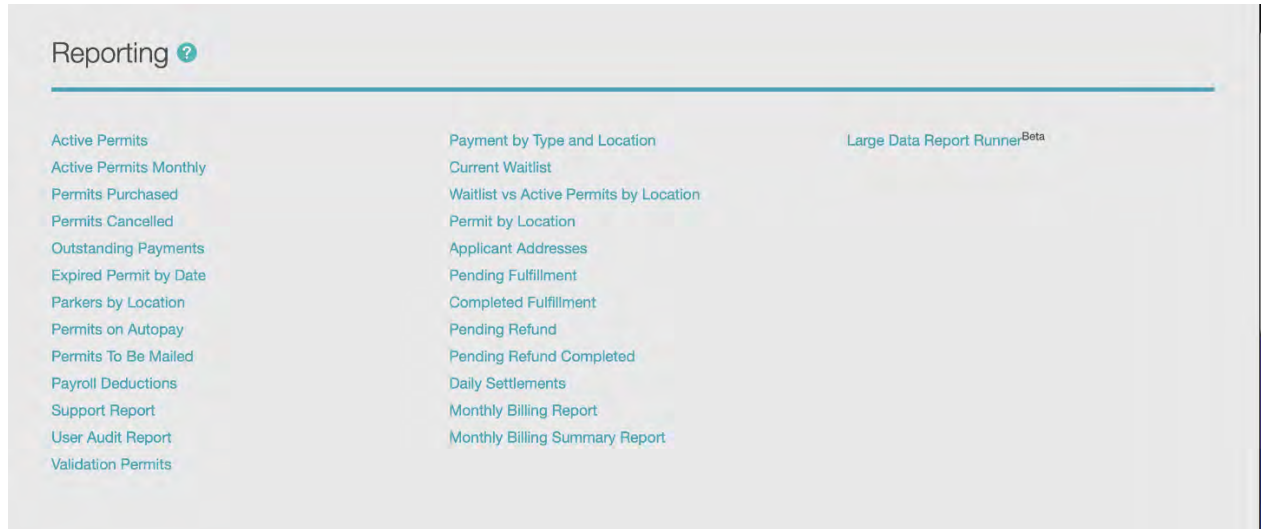 Reporting ?
Active Permits
Active Permits Monthly
Permits Purchased
Permits Cancelled
Outstanding Payments
Expired Permit by Date
Parkers by Location
Permits on Autopay
Permits To Be Mailed
Payroll Deductions
Support Report
User Audit Report
Validation Permits
Payment by Type and Location
Current Waitlist
Waitlist vs Active Permits by Location
Permit by Location
Applicant Addresses
Pending Fulfillment
Completed Fulfillment
Pending Refund
Pending Refund Completed
Daily Settlements
Monthly Billing Report
Monthly Billing Summary Report
Large Data Report Runner Beta